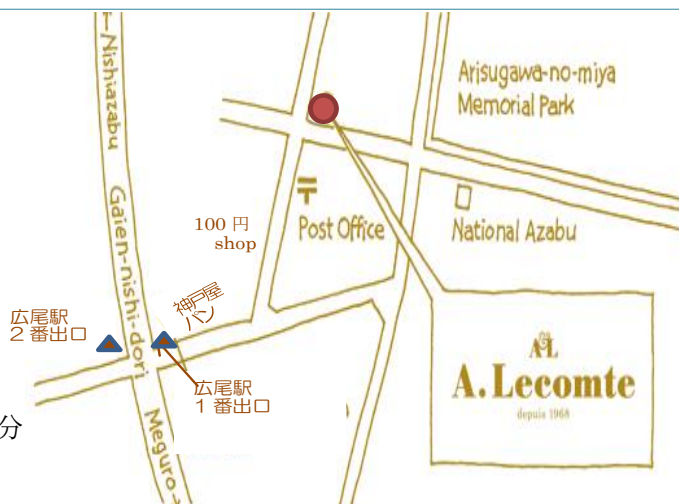 ←Nishiazabu
Gaien-nishi-dori
Meguro→
Arisugawa-no-miya
Memorial Park
100 円
shop
〒
Post Office
National Azabu
神戸屋
パン
広尾駅
2 番出口
広尾駅
1 番出口
分
AL
A. Lecomte
depuis 1968